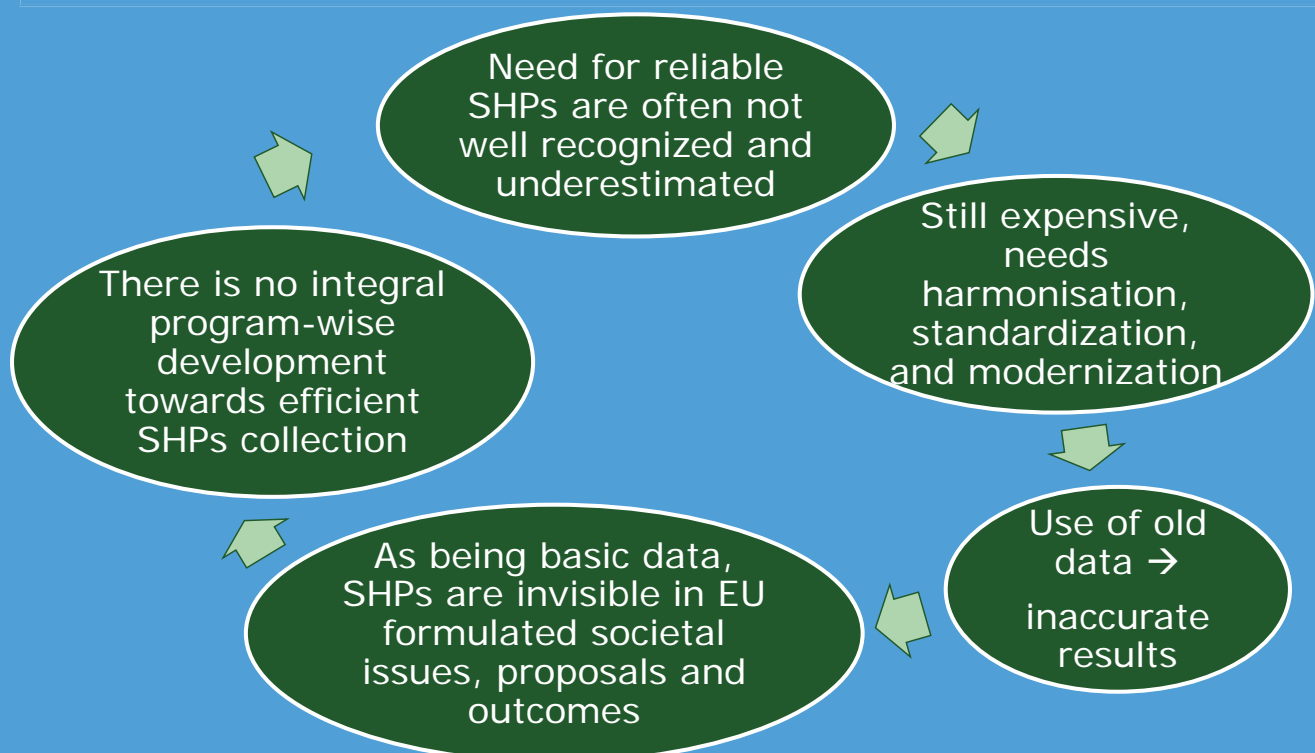 Need for reliable
SHPs are often not
well recognized and
underestimated
Still expensive,
needs
harmonisation,
standardization,
and modernization
Use of old
data →
inaccurate
results
As being basic data,
SHPs are invisible in EU
formulated societal
issues, proposals and
outcomes
There is no integral
program-wise
development
towards efficient
SHPs collection